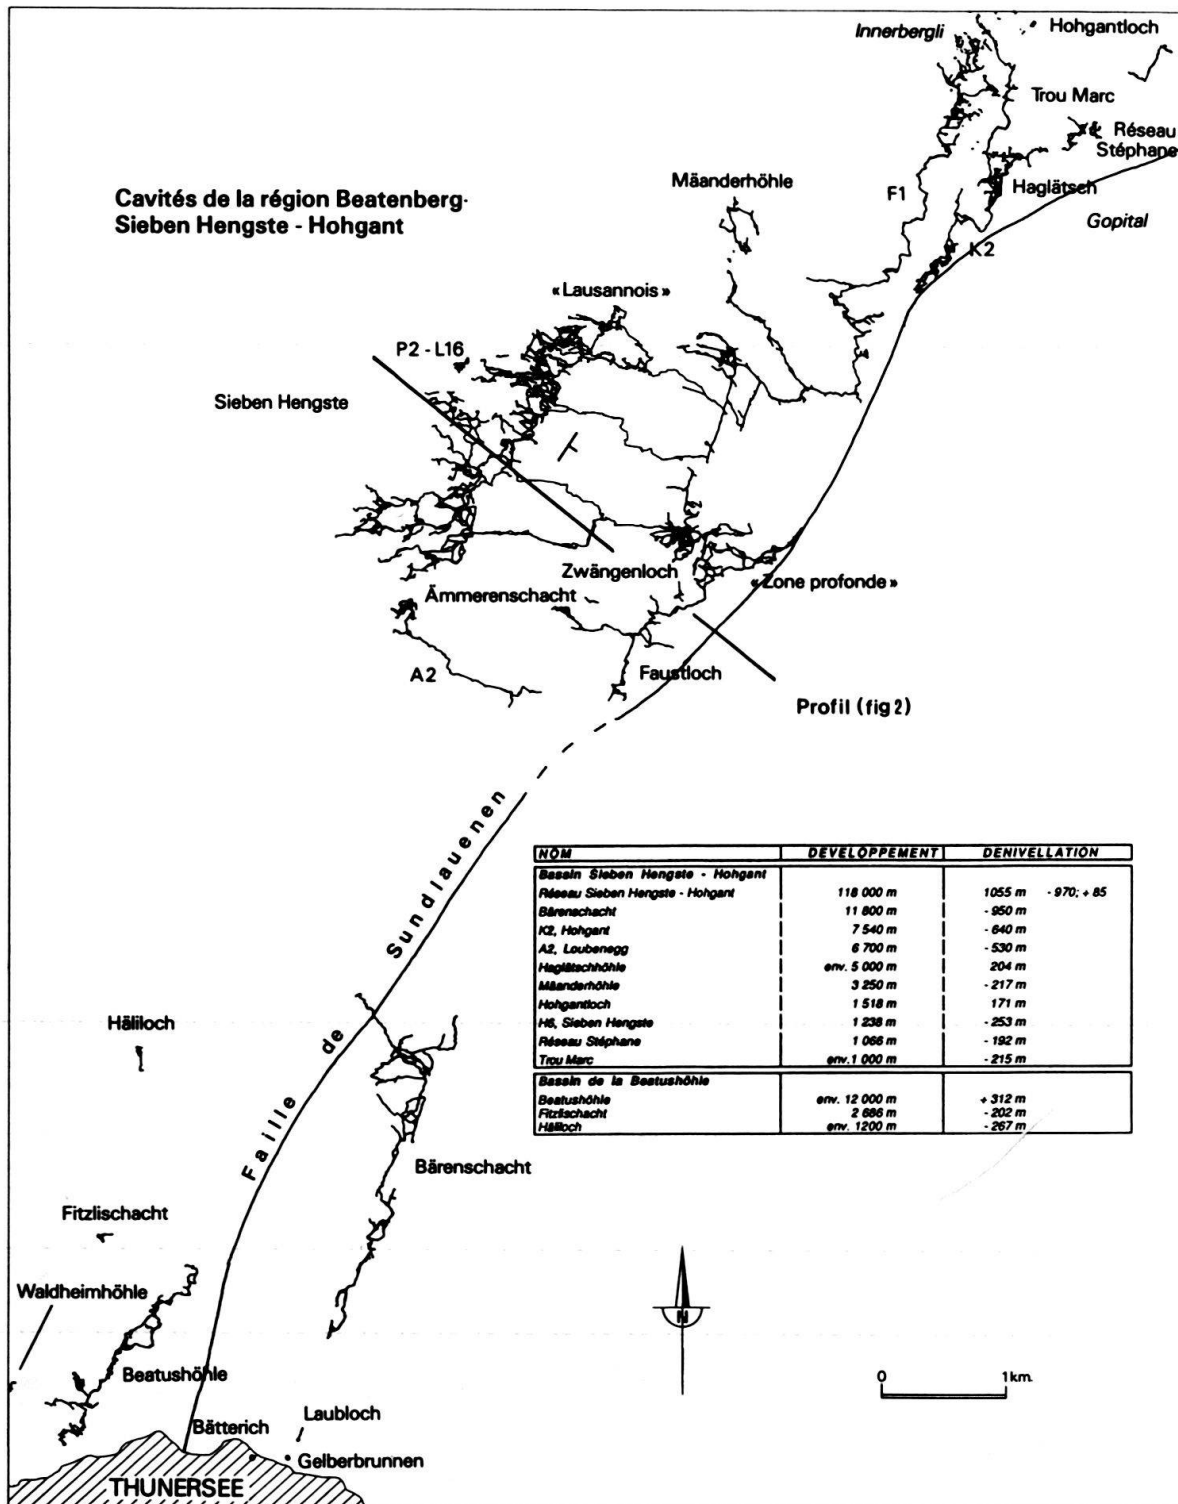 Innerbergli
Hohgantloch
Trou Marc
Réseau
Stéphane
Mäanderhöhle
F1
Haglätsch
Cavités de la région Beatenberg-
Sieben Hengste - Hohgant
Gopital
K2
« Lausannois »
P2 - L16
Sieben Hengste
Zwängenloch
« Zone profonde »
Ämmerenschacht
A2
Faustloch
Profil (fig 2)
Faille de Sundlauenen
NOM DEVELOPPEMENT DENIVELLATION
Bassin Sieben Hengste - Hohgant
Réseau Sieben Hengste - Hohgant 118 000 m 1055 m - 970; + 85
Bärenschacht 11 800 m - 950 m
K2, Hohgant 7 540 m - 640 m
A2, Loubenegg 6 700 m - 530 m
Haglätschhöhle env. 5 000 m 204 m
Mäanderhöhle 3 250 m - 217 m
Hohgantloch 1 518 m 171 m
H6, Sieben Hengste 1 238 m - 253 m
Réseau Stéphane 1 066 m - 192 m
Trou Marc env. 1 000 m - 215 m
Bassin de la Beatushöhle
Beatushöhle env. 12 000 m + 312 m
Fitzlischacht 2 686 m - 202 m
Häliloch env. 1200 m - 267 m
Häliloch
Bärenschacht
Fitzlischacht
Waldheimhöhle
N
Beatushöhle
0 1 km.
Laubloch
Bätterich
Gelberbrunnen
THUNERSEE